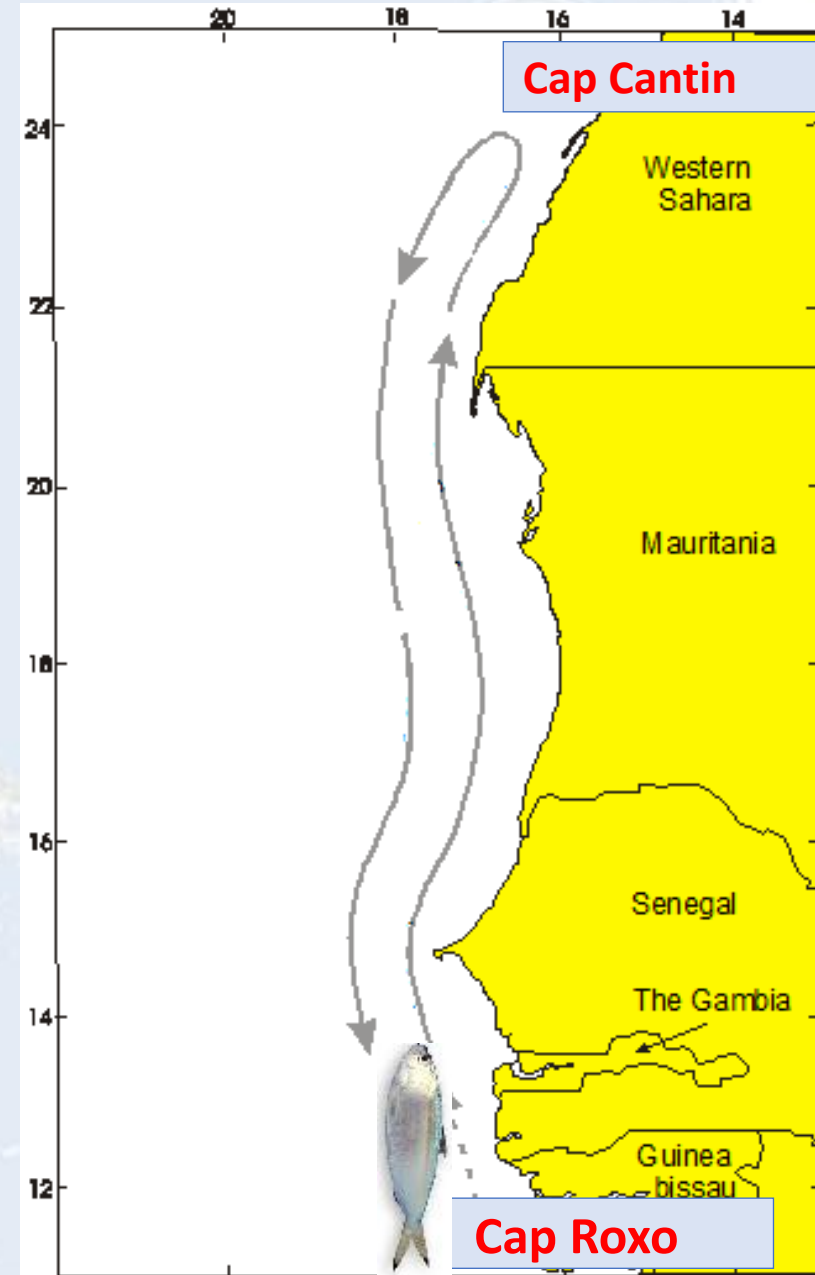 20 18 16 14
Cap Cantin
24
Western
Sahara
22
20
Mauritania
18
16
Senegal
The Gambia
14
Guinea
bissau
12
Cap Roxo